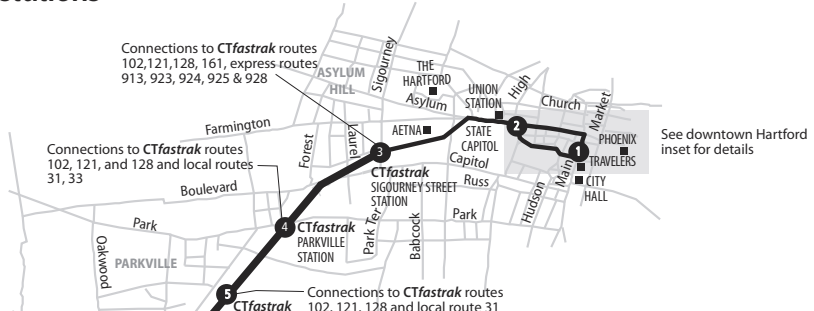 stations
Connections to CTfastrak routes
102,121,128, 161, express routes
913, 923, 924, 925 & 928
ASYLUM
HILL
Sigourney
THE
HARTFORD
Asylum
UNION
STATION
High
Church
Market
Farmington
Forest
Laurel
AETNA
STATE
CAPITOL
2
PHOENIX
1
TRAVELERS
See downtown Hartford
inset for details
Main
CITY
HALL
Connections to CTfastrak routes
102, 121, and 128 and local routes
31, 33
3
CTfastrak
SIGOURNEY STREET
STATION
Capitol
Russ
Hudson
Boulevard
Park
Park Ter
Babcock
Park
4
CTfastrak
PARKVILLE
STATION
Oakwood
PARKVILLE
5
CTfastrak
Connections to CTfastrak routes
102, 121, 128 and local route 31